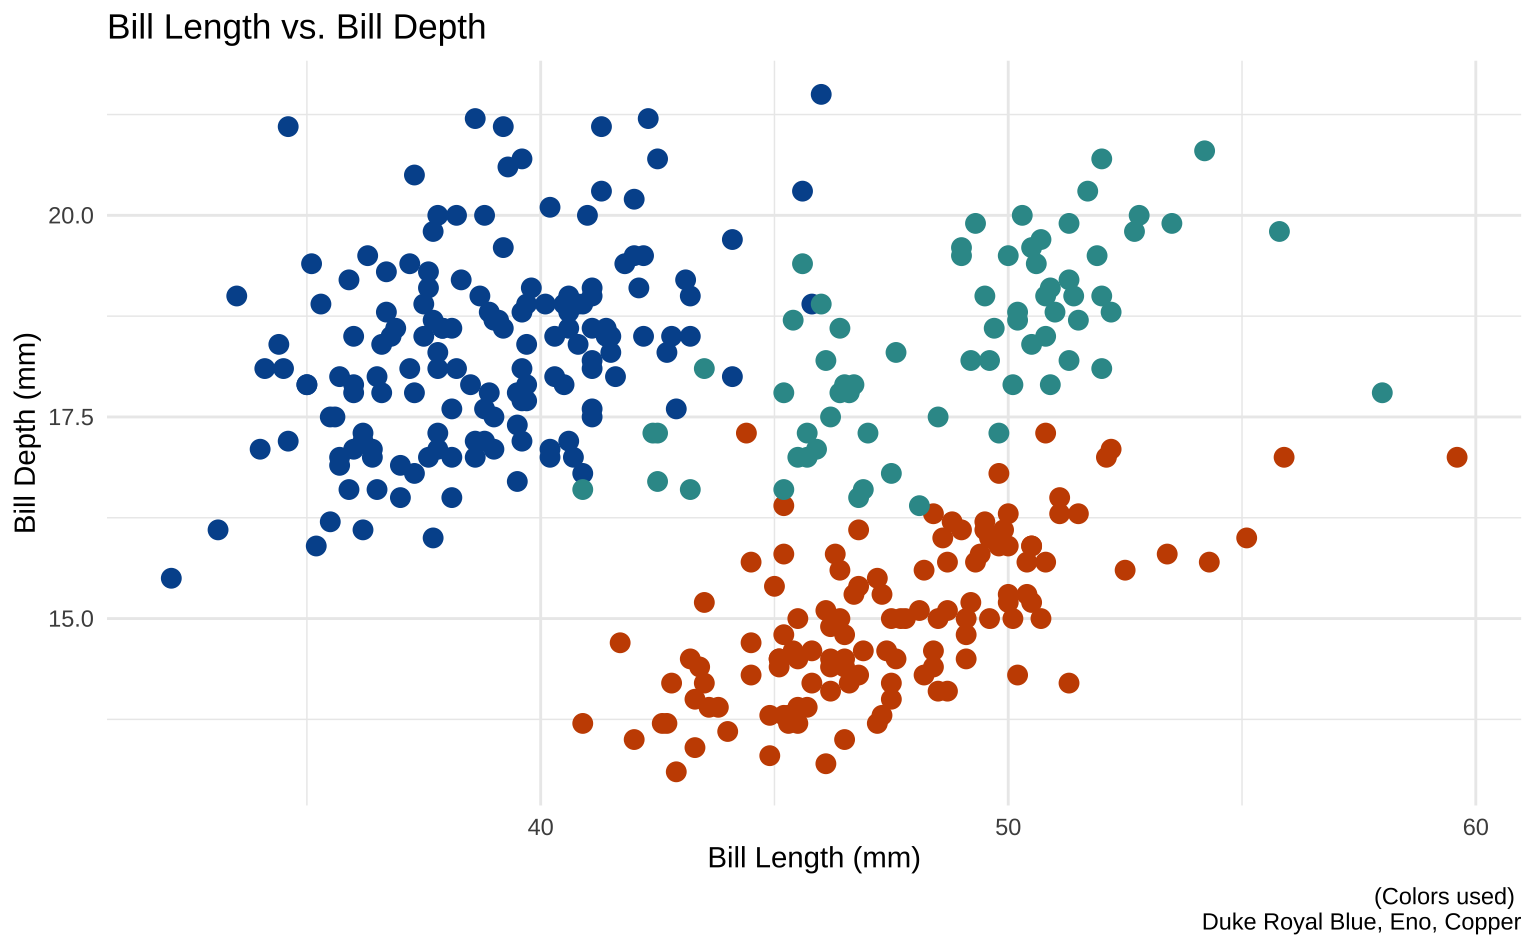 Bill Length vs. Bill Depth
20.0
17.5
15.0
Bill Depth (mm)
40
50
60
Bill Length (mm)
(Colors used)
Duke Royal Blue, Eno, Copper